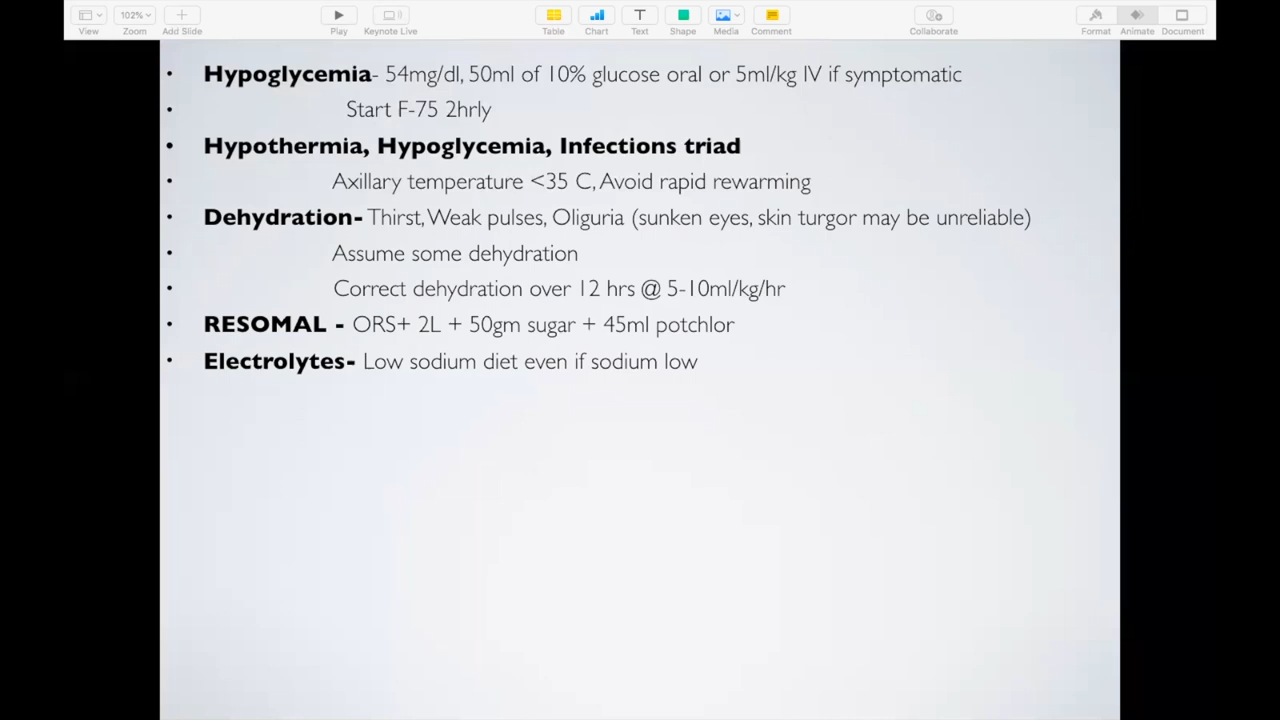 View
102%
Zoom
Add Slide
Play
Keynote Live
Table
Chart
Text
Shape
Media
Comment
Collaborate
Format
Animate
Document
• Hypoglycemia- 54mg/dl, 50ml of 10% glucose oral or 5ml/kg IV if symptomatic
• Start F-75 2hrly
• Hypothermia, Hypoglycemia, Infections triad
• Axillary temperature <35 C, Avoid rapid rewarming
• Dehydration- Thirst, Weak pulses, Oliguria (sunken eyes, skin turgor may be unreliable)
• Assume some dehydration
• Correct dehydration over 12 hrs @ 5-10ml/kg/hr
• RESOMAL - ORS+ 2L + 50gm sugar + 45ml potchlor
• Electrolytes- Low sodium diet even if sodium low